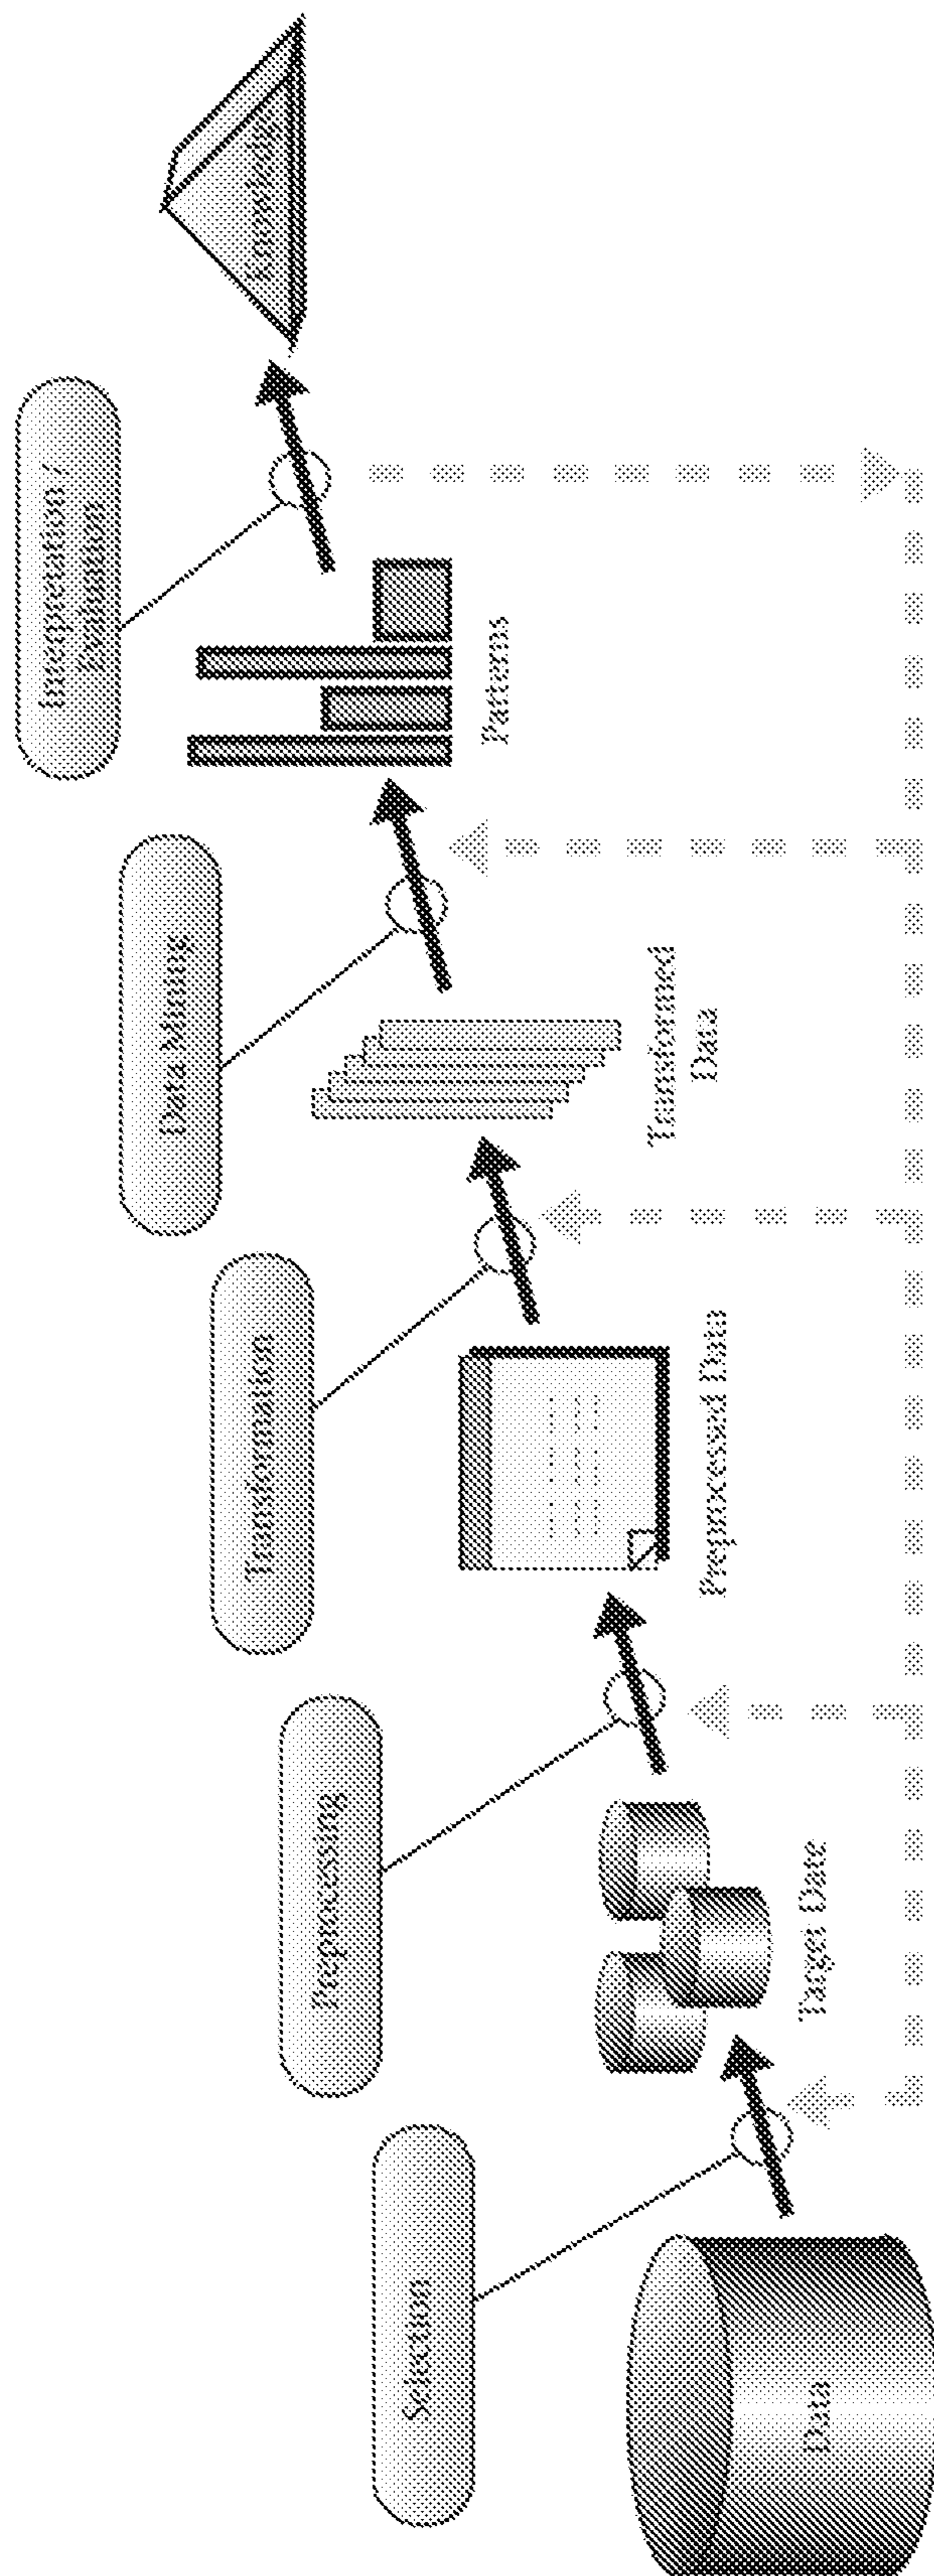 Selection
Preprocessing
Transformation
Data Mining
Interpretation /
Evaluation
Data
Target Date
Preprocessed Data
Transformed
Data
Patterns
Knowledge